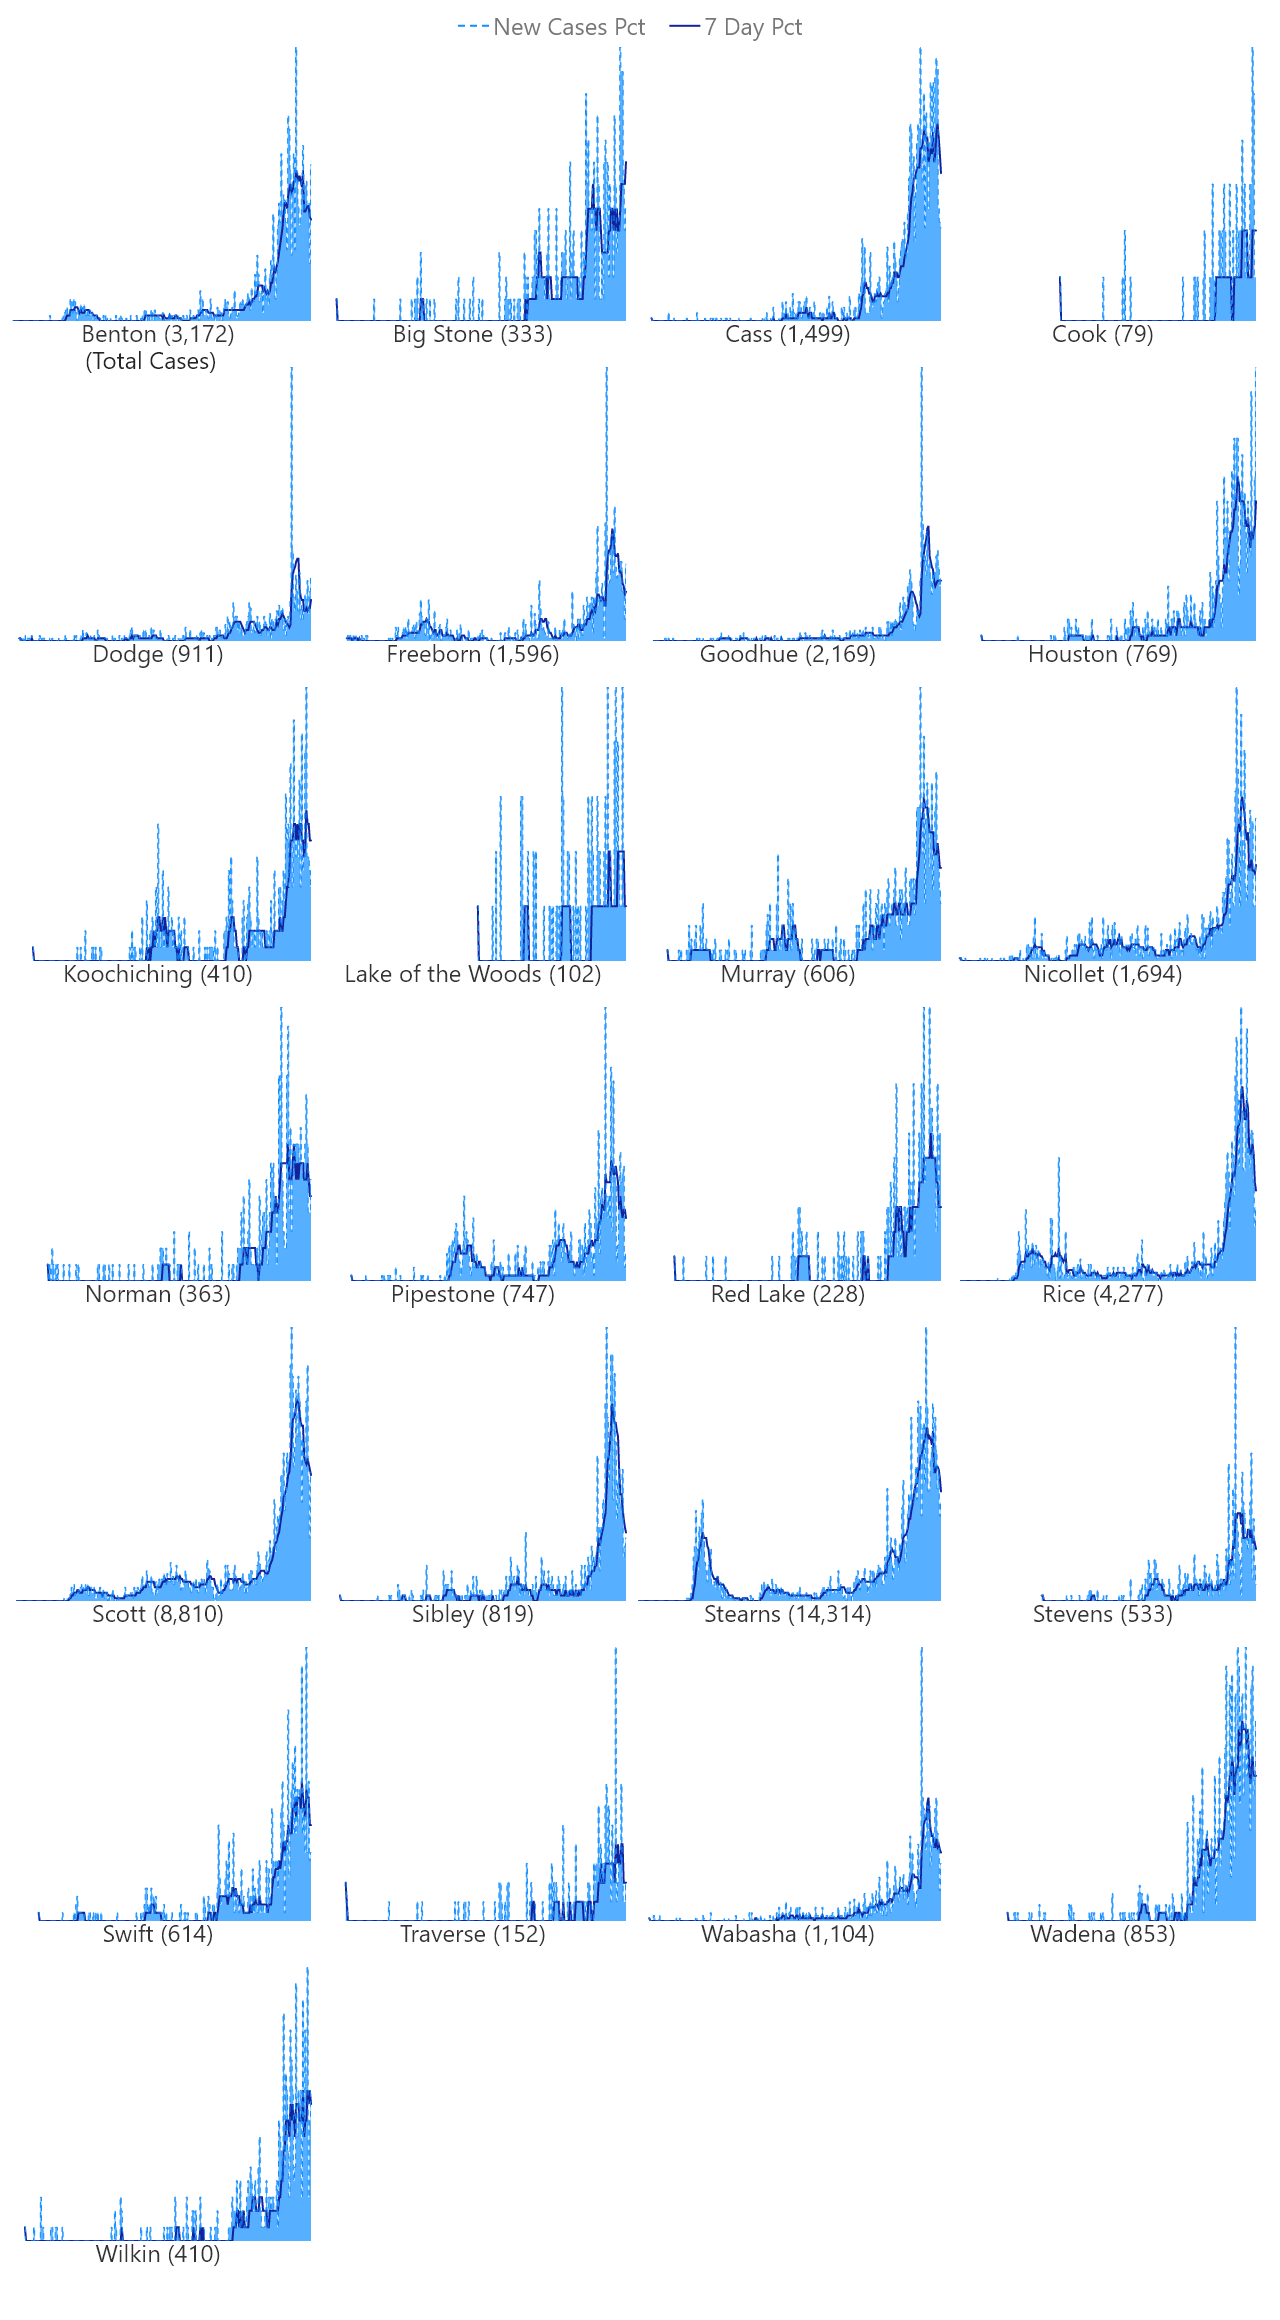 New Cases Pct 7 Day Pct
Benton (3,172) Big Stone (333) Cass (1,499) Cook (79)
(Total Cases)
Dodge (911) Freeborn (1,596) Goodhue (2,169) Houston (769)
Koochiching (410) Lake of the Woods (102) Murray (606) Nicollet (1,694)
Norman (363) Pipestone (747) Red Lake (228) Rice (4,277)
Scott (8,810) Sibley (819) Stearns (14,314) Stevens (533)
Swift (614) Traverse (152) Wabasha (1,104) Wadena (853)
Wilkin (410)